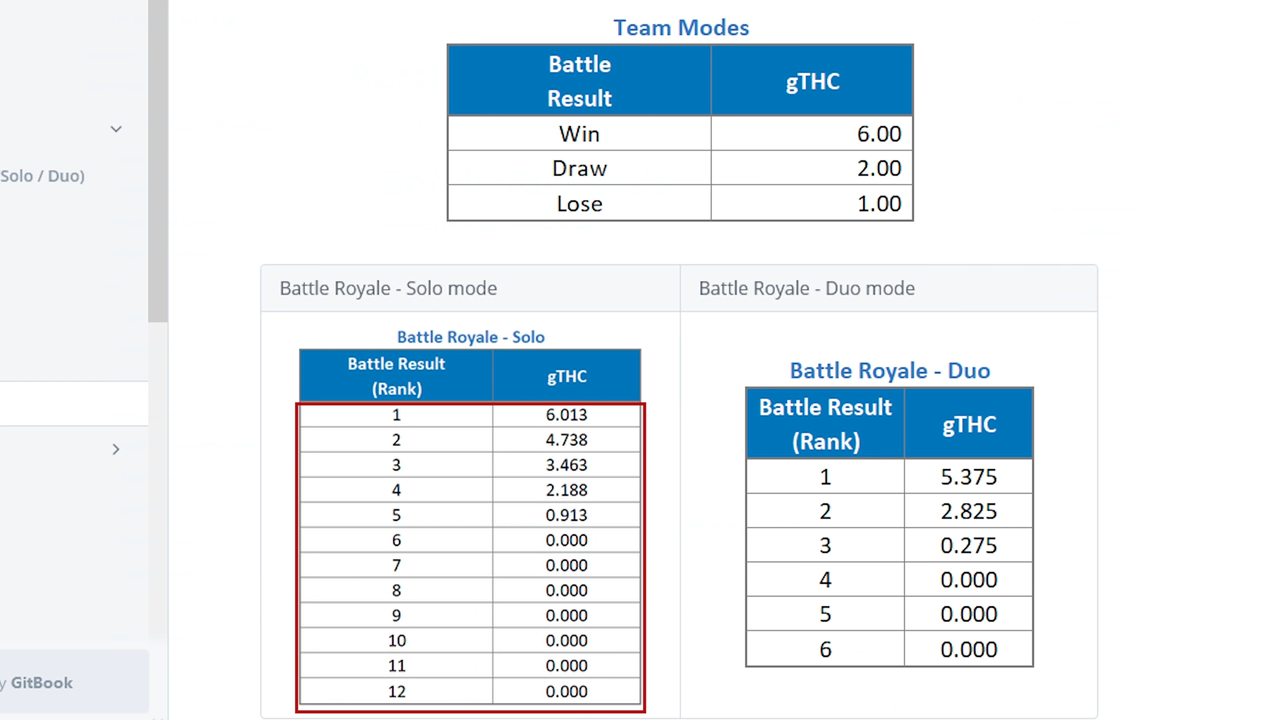 Solo / Duo)
y GitBook
Team Modes
Battle
Result
gTHC
Win 6.00
Draw 2.00
Lose 1.00
Battle Royale - Solo mode
Battle Royale - Solo
Battle Result
(Rank)
gTHC
1 6.013
2 4.738
3 3.463
4 2.188
5 0.913
6 0.000
7 0.000
8 0.000
9 0.000
10 0.000
11 0.000
12 0.000
Battle Royale - Duo mode
Battle Royale - Duo
Battle Result
(Rank)
gTHC
1 5.375
2 2.825
3 0.275
4 0.000
5 0.000
6 0.000